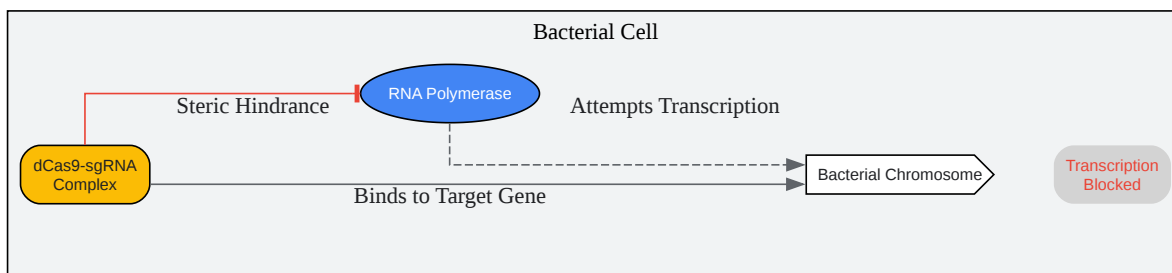 Bacterial Cell
RNA Polymerase
Steric Hindrance
Attempts Transcription
dCas9-sgRNA
Complex
Binds to Target Gene
Bacterial Chromosome
Transcription
Blocked